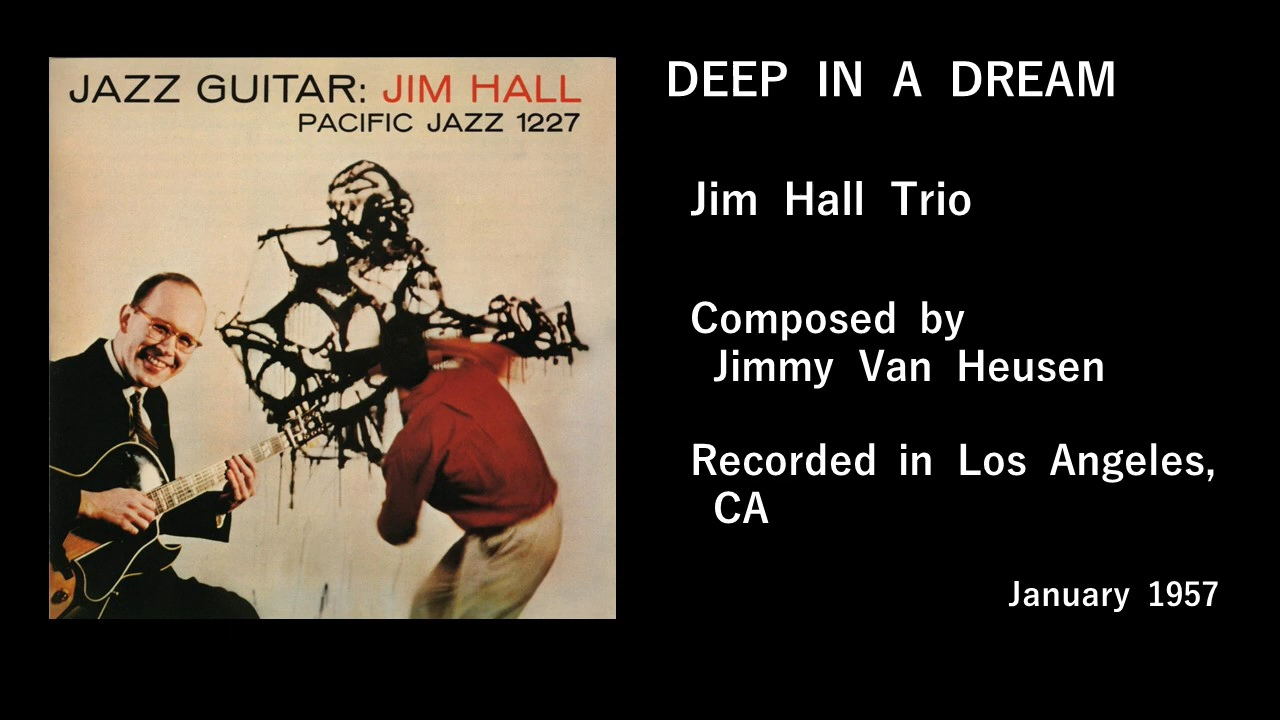 JAZZ GUITAR: JIM HALL
PACIFIC JAZZ 1227
DEEP IN A DREAM
Jim Hall Trio
Composed by
Jimmy Van Heusen
Recorded in Los Angeles,
CA
January 1957